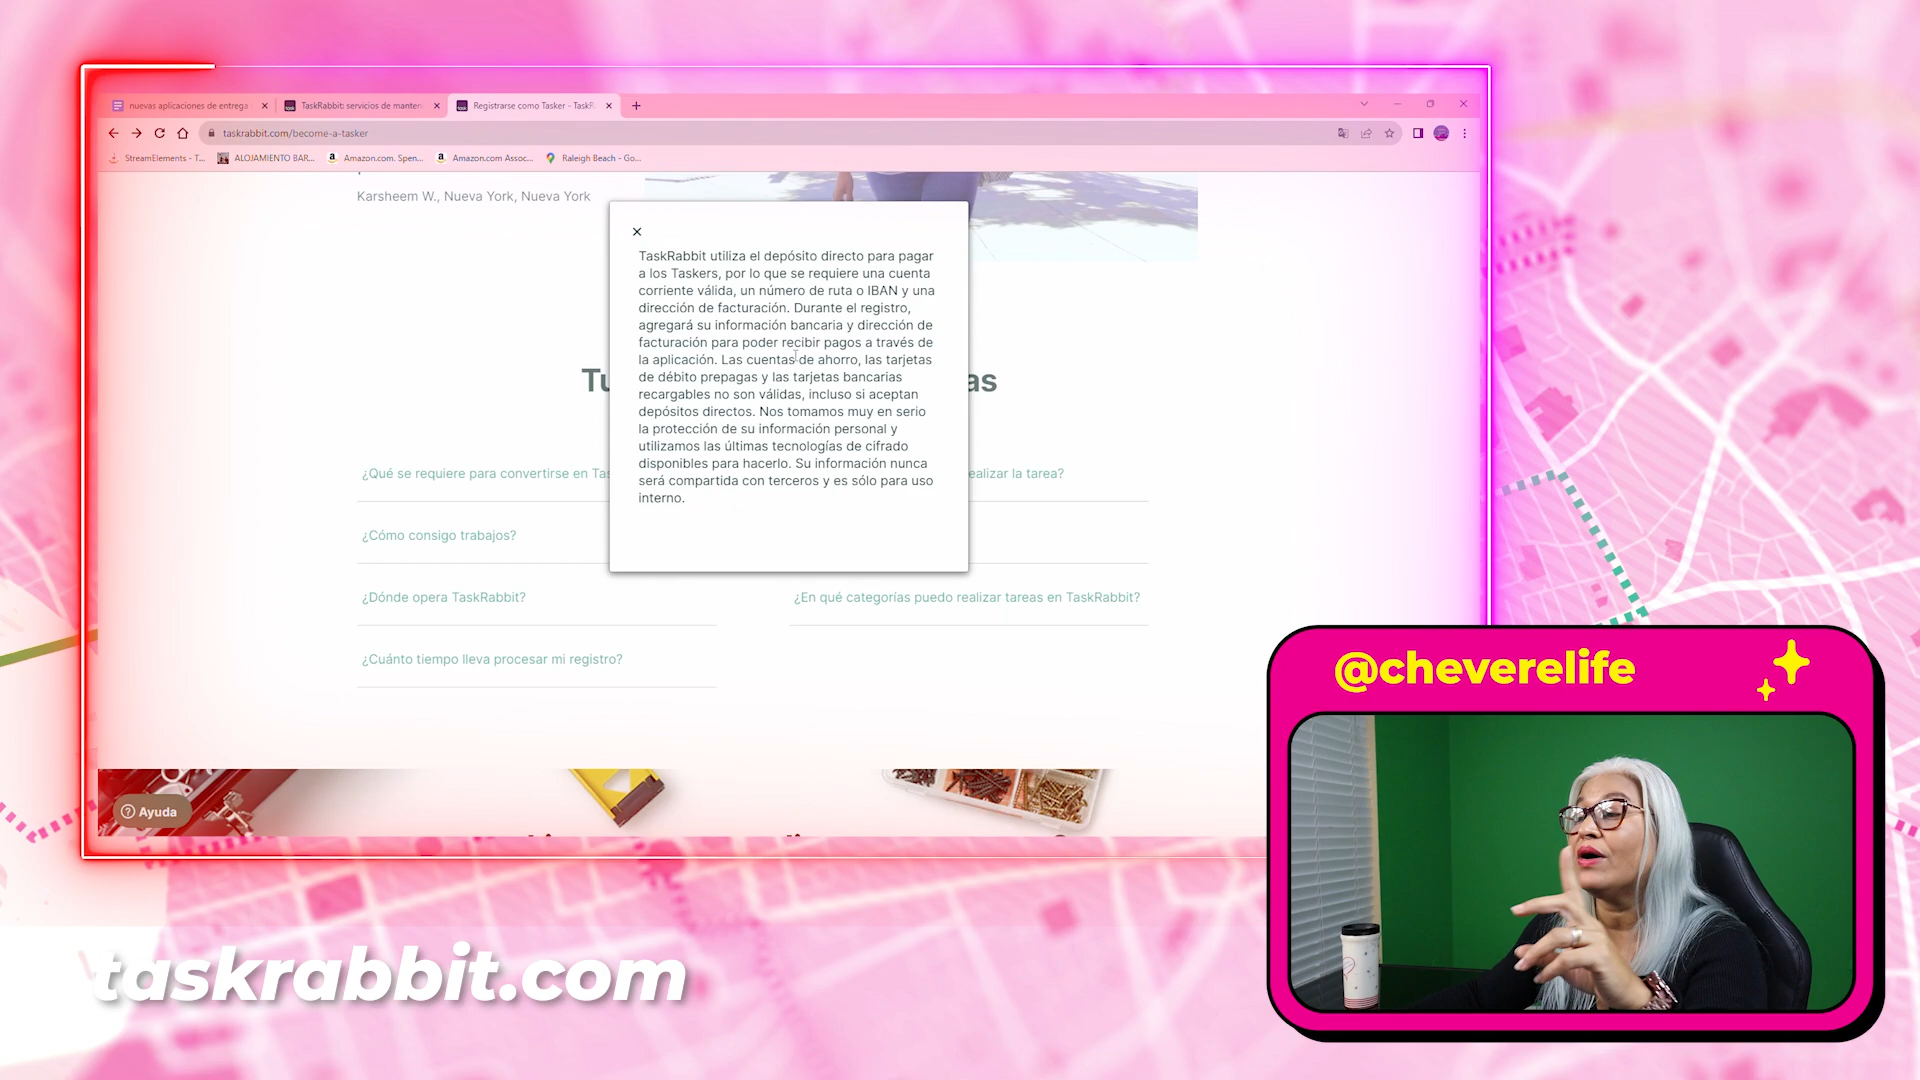 nuevas aplicaciones de entrega
TaskRabbit: servicios de manten
Registrarse como Tasker - TaskR
taskrabbit.com/become-a-tasker
StreamElements - T...
ALOJAMIENTO BAR...
Amazon.com. Spen...
Amazon.com Assoc...
Raleigh Beach - Go...
Karsheem W., Nueva York, Nueva York
TaskRabbit utiliza el depósito directo para pagar
a los Taskers, por lo que se requiere una cuenta
corriente válida, un número de ruta o IBAN y una
dirección de facturación. Durante el registro,
agregará su información bancaria y dirección de
facturación para poder recibir pagos a través de
la aplicación. Las cuentas de ahorro, las tarjetas
de débito prepagas y las tarjetas bancarias
recargables no son válidas, incluso si aceptan
depósitos directos. Nos tomamos muy en serio
la protección de su información personal y
utilizamos las últimas tecnologías de cifrado
disponibles para hacerlo. Su información nunca
será compartida con terceros y es sólo para uso
interno.
Tu
as
¿Qué se requiere para convertirse en Tas
ealizar la tarea?
¿Cómo consigo trabajos?
¿Dónde opera TaskRabbit?
¿En qué categorías puedo realizar tareas en TaskRabbit?
¿Cuánto tiempo lleva procesar mi registro?
Ayuda
@cheverelife
taskrabbit.com